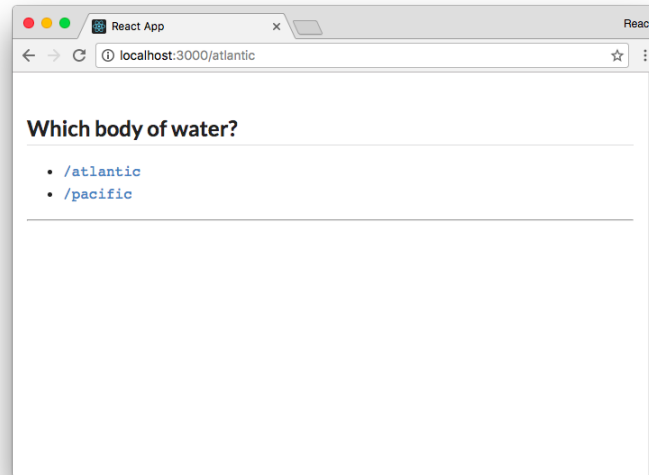 React App
Reac
localhost:3000/atlantic
Which body of water?
/atlantic
/pacific